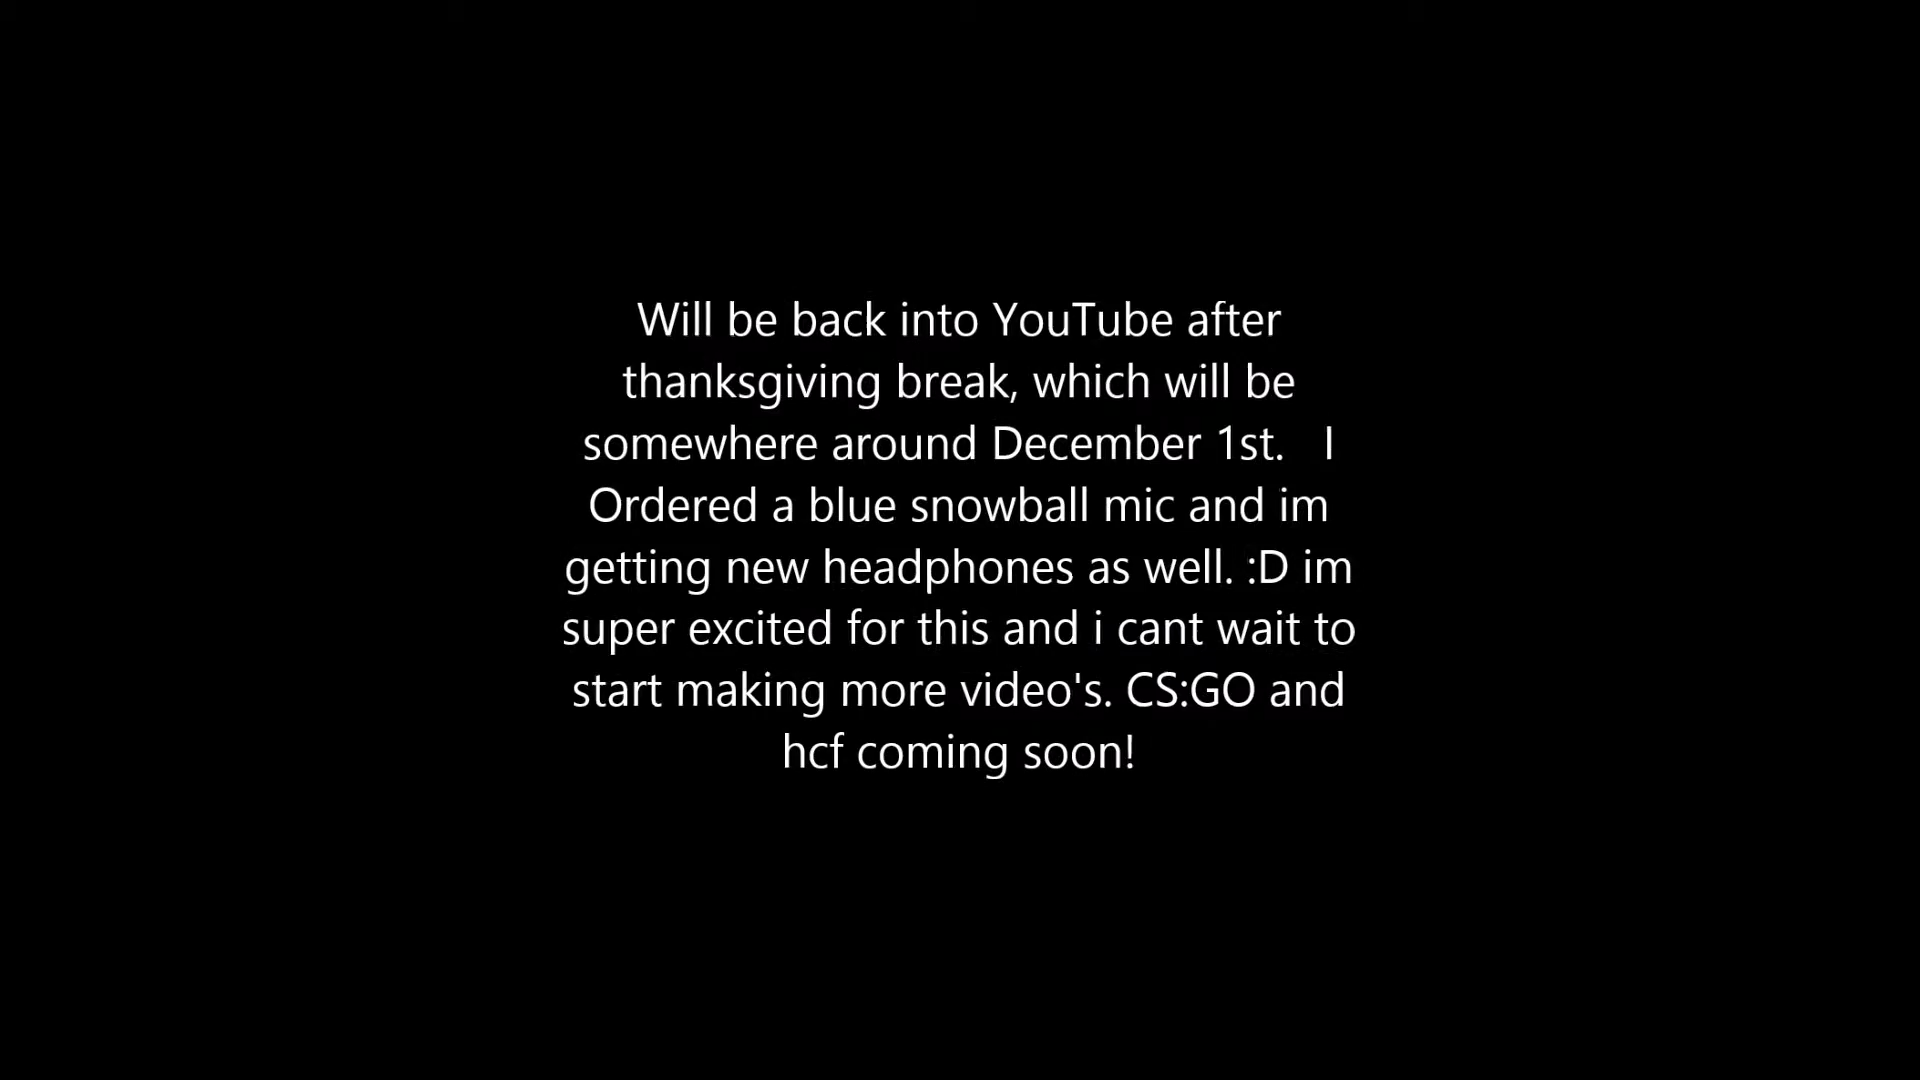 Will be back into YouTube after
thanksgiving break, which will be
somewhere around December 1st.   I
Ordered a blue snowball mic and im
getting new headphones as well. :D im
super excited for this and i cant wait to
start making more video's. CS:GO and
hcf coming soon!